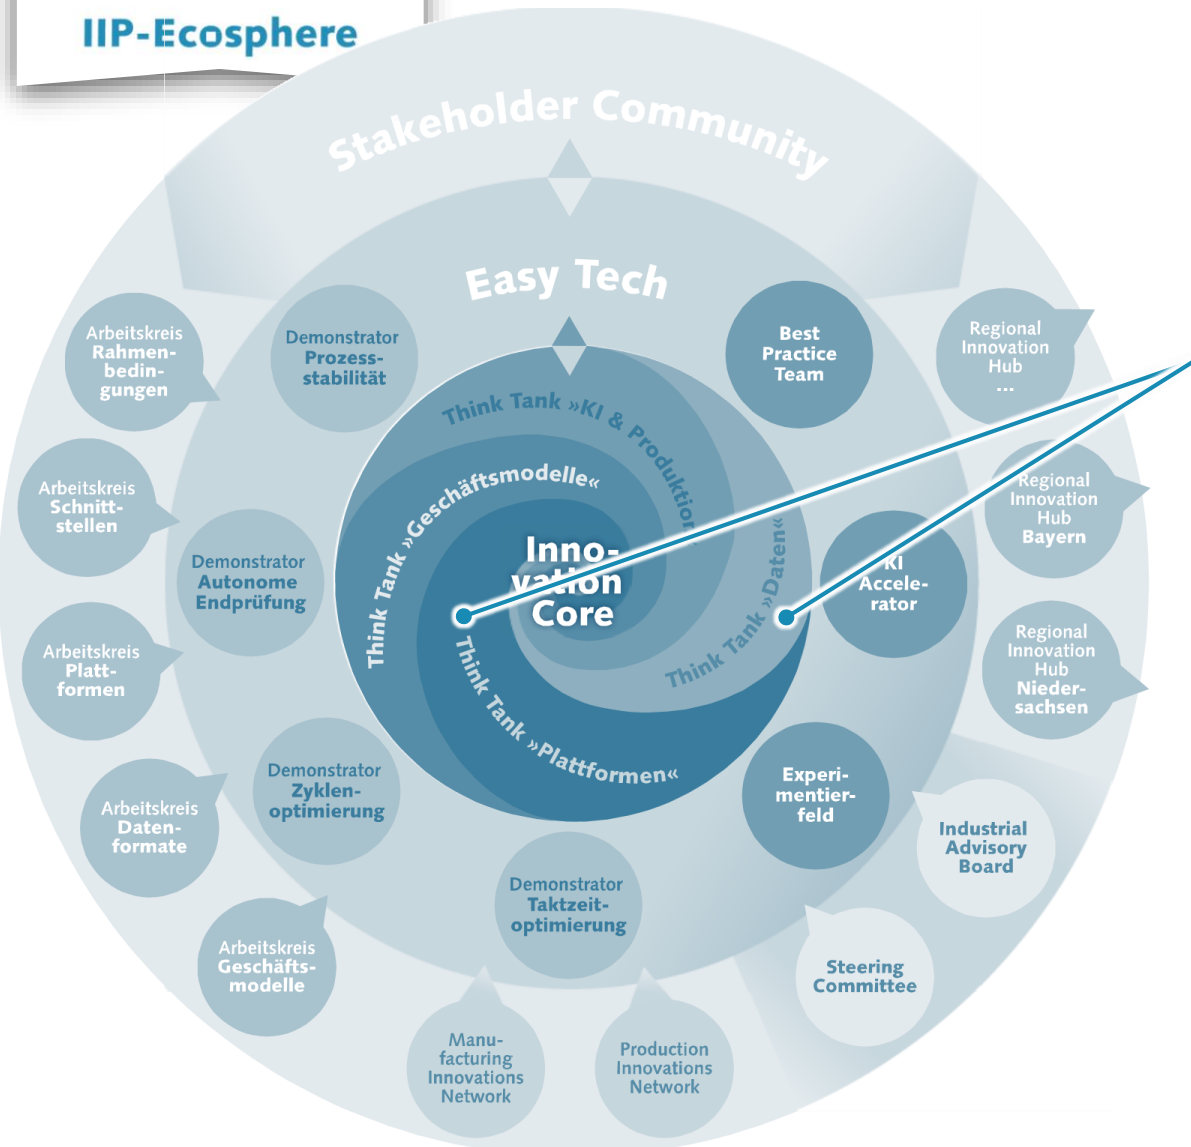 IIP-Ecosphere
Stakeholder Community
Easy Tech
Arbeitskreis
Rahmen-
bedin-
gungen
Demonstrator
Prozess-
stabilität
Best
Practice
Team
Regional
Innovation
Hub
...
Think Tank »KI & Produktion«
Think Tank »Geschäftsmodelle«
Arbeitskreis
Schnitt-
stellen
Regional
Innovation
Hub
Bayern
Inno-
vation
Core
Think Tank »Daten«
Demonstrator
Autonome
Endprüfung
KI
Accele-
rator
Arbeitskreis
Platt-
formen
Regional
Innovation
Hub
Nieder-
sachsen
Think Tank »Plattformen«
Demonstrator
Zyklen-
optimierung
Experi-
mentier-
feld
Arbeitskreis
Daten-
formate
Industrial
Advisory
Board
Demonstrator
Taktzeit-
optimierung
Arbeitskreis
Geschäfts-
modelle
Steering
Committee
Manu-
facturing
Innovations
Network
Production
Innovations
Network